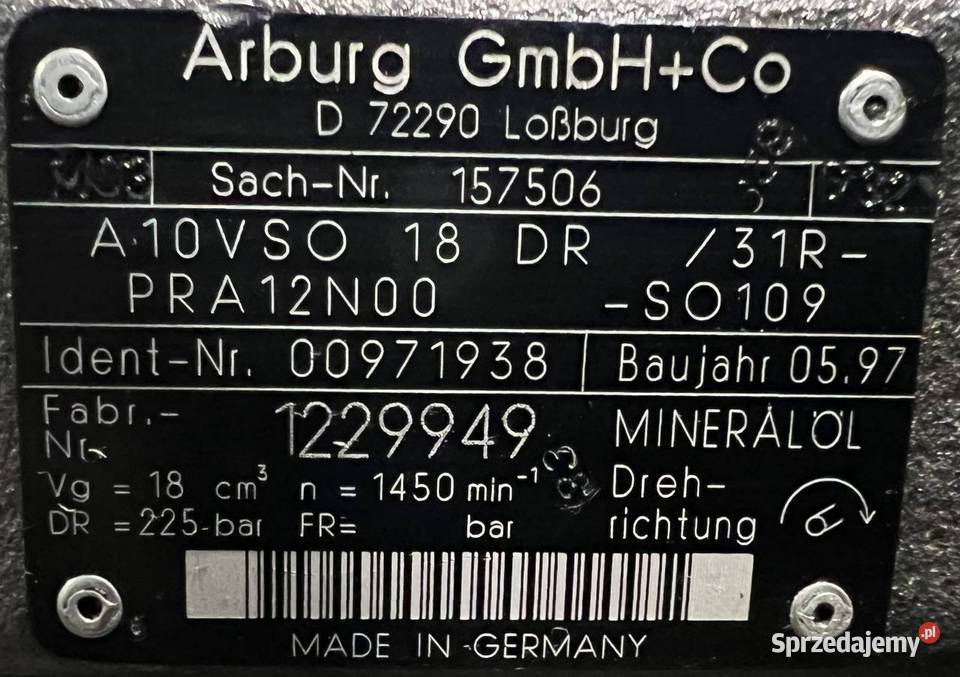 Arburg GmbH+Co
D 72290 Loßburg
Sach-Nr. 157506
A10VSO 18 DR /31R-
PRA12N00 -SO109
Ident-Nr. 00971938 Baujahr 05.97
Fabr.-
Nr. 1229949 MINERALÖL
Vg = 18 cm³ n = 1450 min⁻¹ Dreh-
DR = 225 bar FR= bar richtung
MADE IN GERMANY
Sprzedajemy.pl